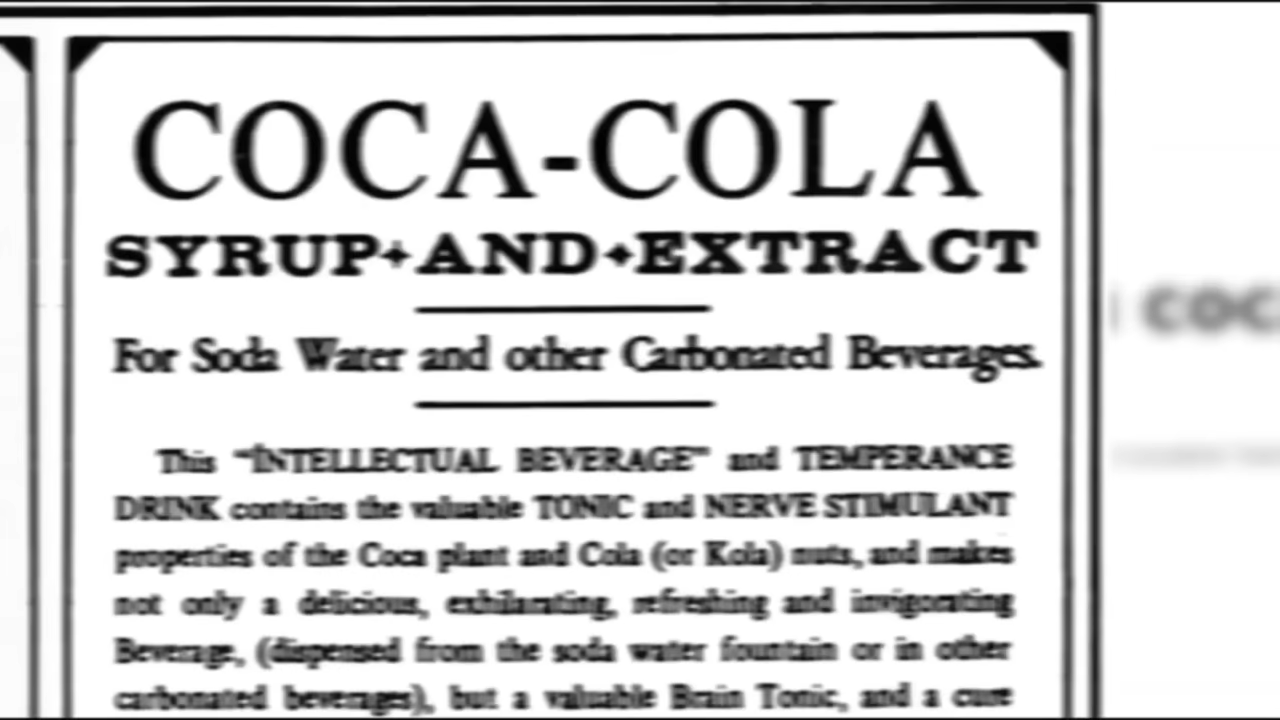 COCA-COLA
SYRUP✦AND✦EXTRACT
For Soda Water and other Carbonated Beverages.
This "INTELLECTUAL BEVERAGE" and TEMPERANCE
DRINK contains the valuable TONIC and NERVE STIMULANT
properties of the Coca plant and Cola (or Kola) nuts, and makes
not only a delicious, exhilarating, refreshing and invigorating
Beverage, (dispensed from the soda water fountain or in other
carbonated beverages), but a valuable Brain Tonic, and a cure
COC